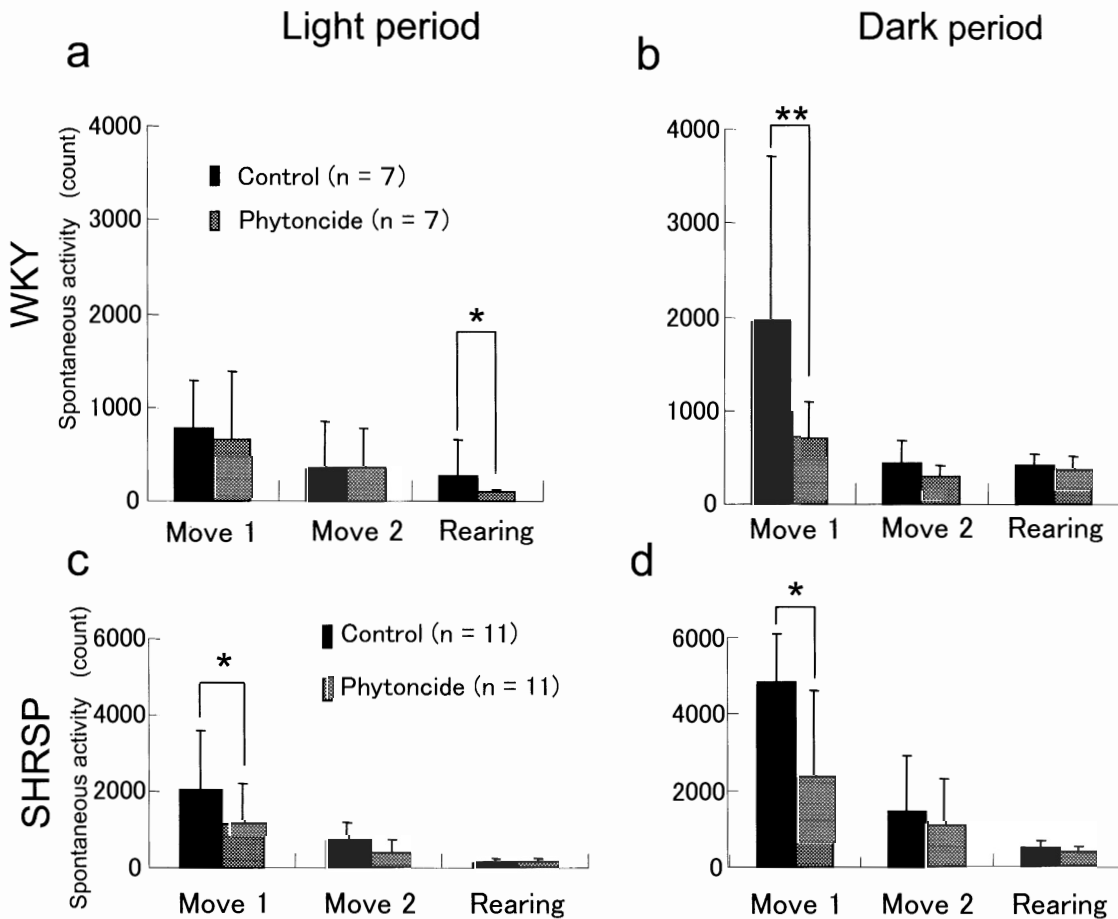 Light period
Dark period
a
b
WKY
Spontaneous activity (count)
4000
3000
2000
1000
0
Control (n = 7)
Phytoncide (n = 7)
*
Move 1
Move 2
Rearing
4000
3000
2000
1000
0
**
Move 1
Move 2
Rearing
c
d
SHRSP
Spontaneous activity (count)
6000
4000
2000
0
Control (n = 11)
Phytoncide (n = 11)
*
Move 1
Move 2
Rearing
6000
4000
2000
0
*
Move 1
Move 2
Rearing